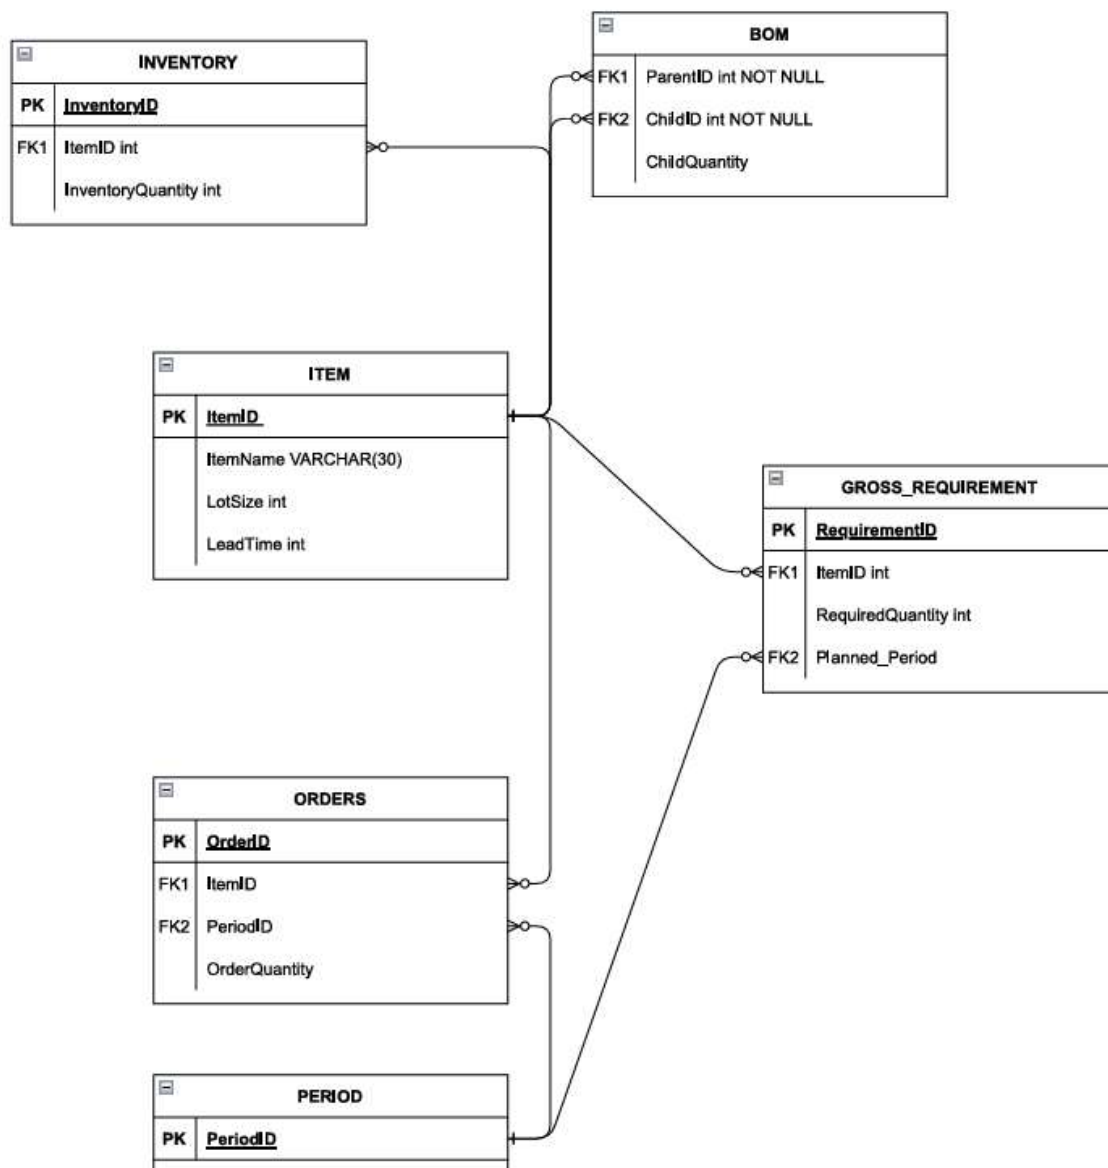 BOM
FK1 ParentID int NOT NULL
FK2 ChildID int NOT NULL
ChildQuantity
INVENTORY
PK InventoryID
FK1 ItemID int
InventoryQuantity int
ITEM
PK ItemID
ItemName VARCHAR(30)
LotSize int
LeadTime int
GROSS_REQUIREMENT
PK RequirementID
FK1 ItemID int
RequiredQuantity int
FK2 Planned_Period
ORDERS
PK OrderID
FK1 ItemID
FK2 PeriodID
OrderQuantity
PERIOD
PK PeriodID